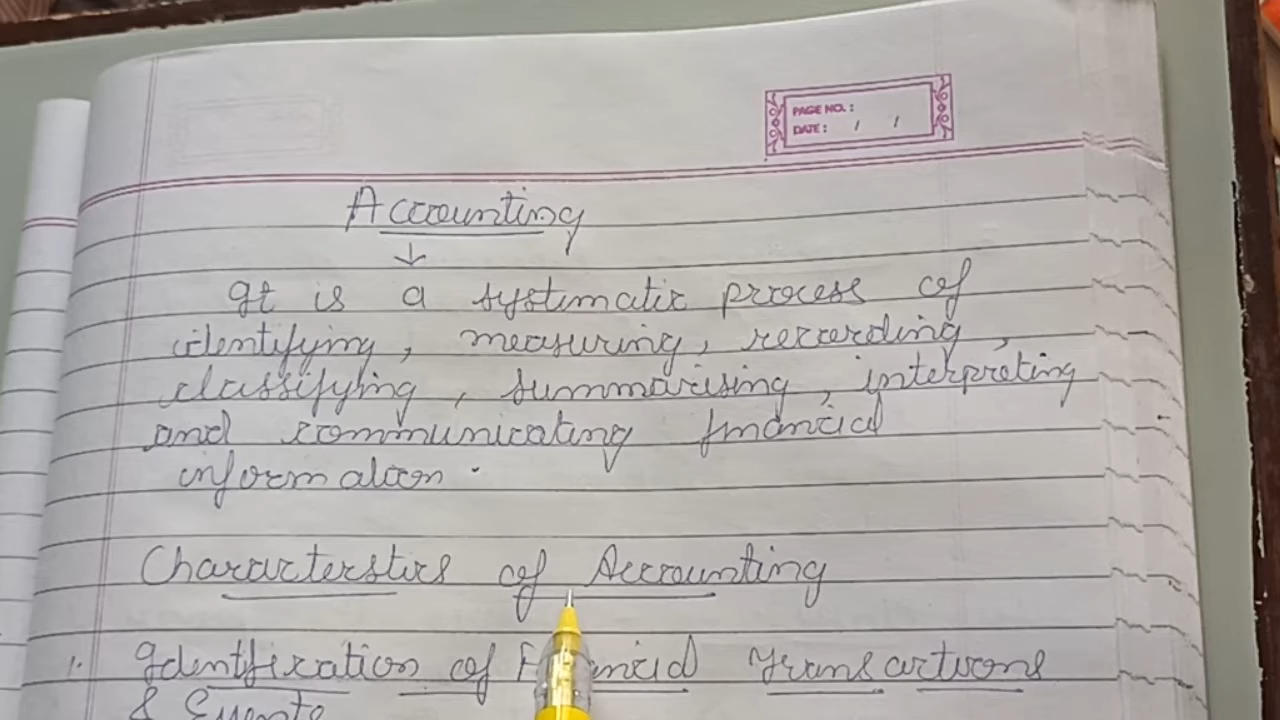 PAGE NO. :
DATE : / /
Accounting
It is a systematic process of
identifying, measuring, recording,
classifying, summarising, interpreting
and communicating financial
information.
Characterstics of Accounting
1. Identification of Financial transactions
& Events